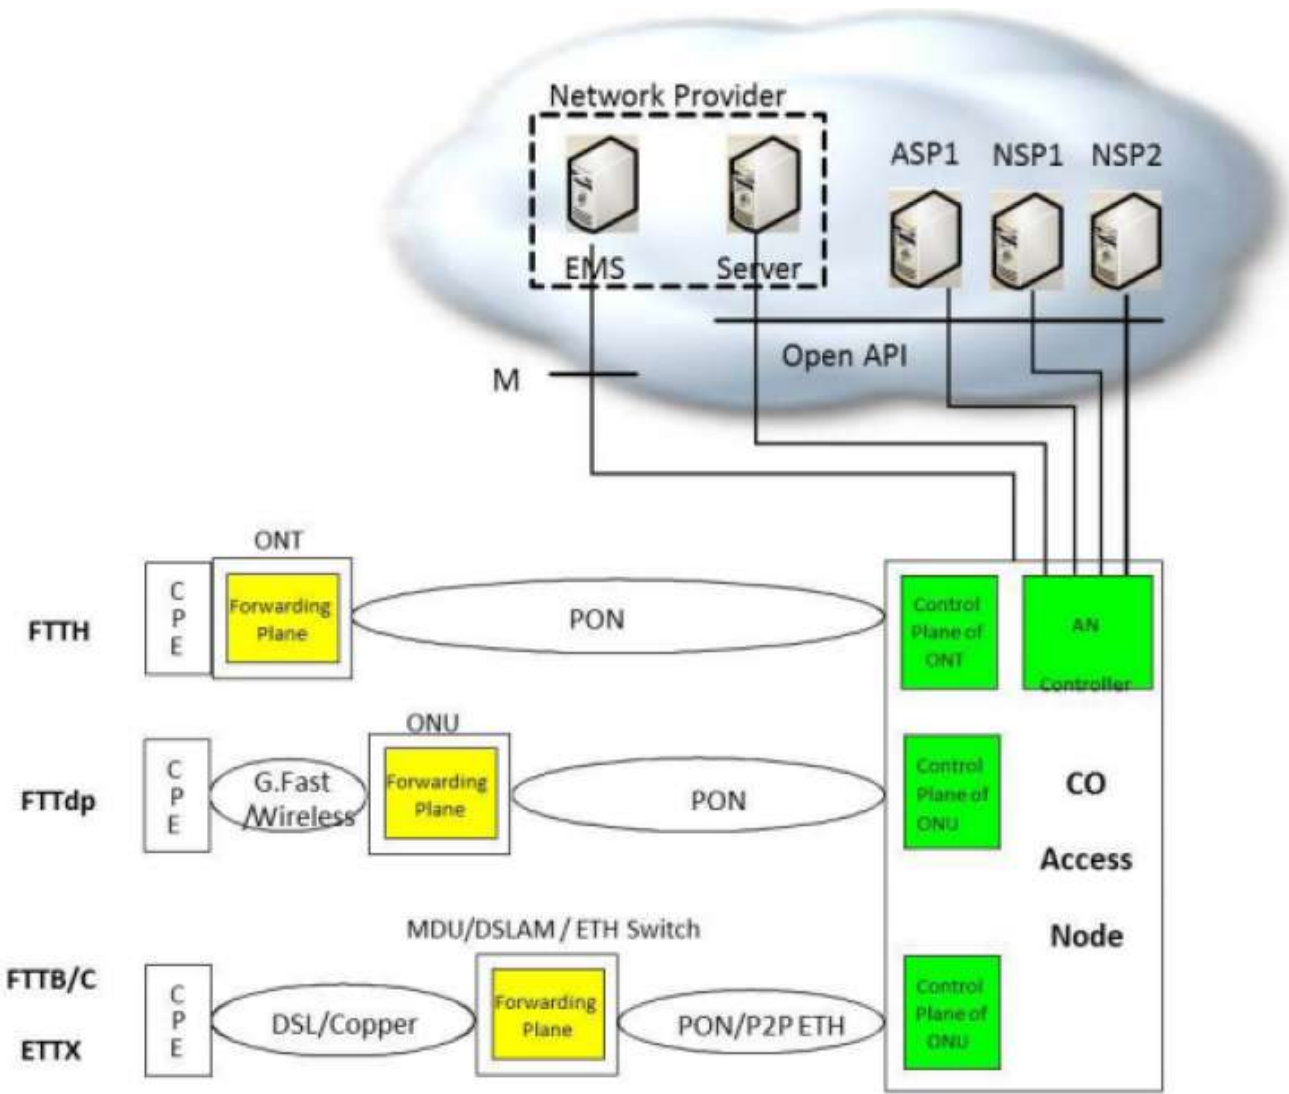 Network Provider
ASP1 NSP1 NSP2
EMS Server
Open API
M
ONT
FTTH
C
P
E
Forwarding
Plane
PON
Control
Plane of
ONT
AN
Controller
ONU
FTTdp
C
P
E
G.Fast
/Wireless
Forwarding
Plane
PON
Control
Plane of
ONU
CO
Access
Node
MDU/DSLAM / ETH Switch
FTTB/C
ETTX
C
P
E
DSL/Copper
Forwarding
Plane
PON/P2P ETH
Control
Plane of
ONU